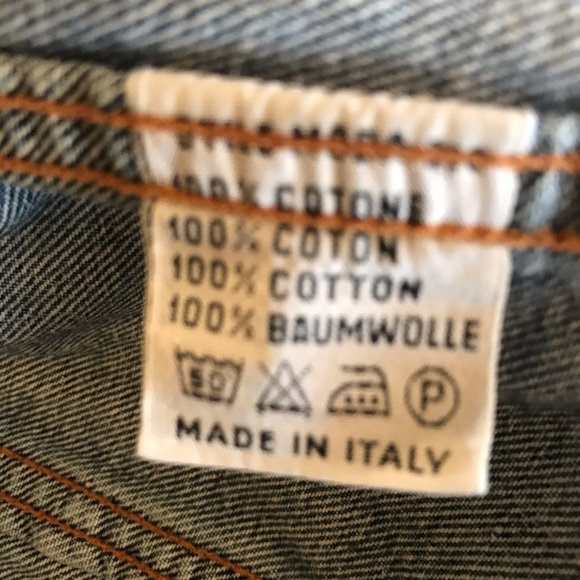 100% COTONE
100% COTON
100% COTTON
100% BAUMWOLLE
P
MADE IN ITALY